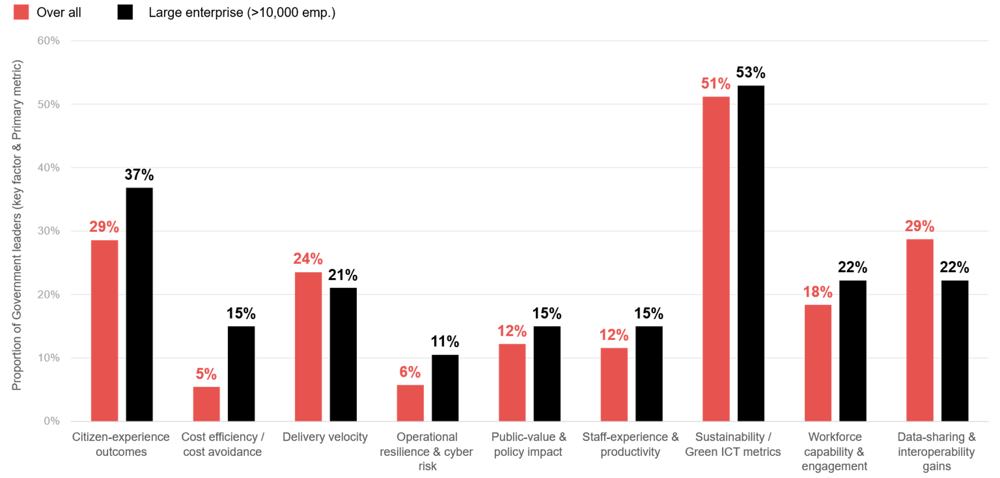 Over all
Large enterprise (>10,000 emp.)
Proportion of Government leaders (key factor & Primary metric)
60%
50%
40%
30%
20%
10%
0%
29%
37%
5%
15%
24%
21%
6%
11%
12%
15%
12%
15%
51%
53%
18%
22%
29%
22%
Citizen-experience
outcomes
Cost efficiency /
cost avoidance
Delivery velocity
Operational
resilience & cyber
risk
Public-value &
policy impact
Staff-experience &
productivity
Sustainability /
Green ICT metrics
Workforce
capability &
engagement
Data-sharing &
interoperability
gains